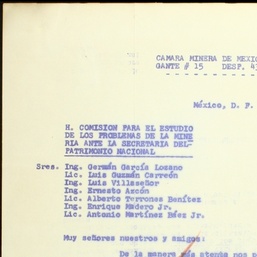 CAMARA MINERA DE MEXIC
GANTE # 15 DESP. 4
México, D. F.
H. COMISION PARA EL ESTUDIO
DE LOS PROBLEMAS DE LA MINE
RIA ANTE LA SECRETARIA DEL-
PATRIMONIO NACIONAL
Sres. Ing. Germán García Lozano
Lic. Luis Guzmán Carreón
Ing. Luis Villaseñor
Ing. Ernesto Axcón
Lic. Alberto Terrones Benítez
Ing. Enrique Madero Jr.
Lic. Antonio Martínez Báez Jr.
Muy señores nuestros y amigos:
De la manera más atenta nos p